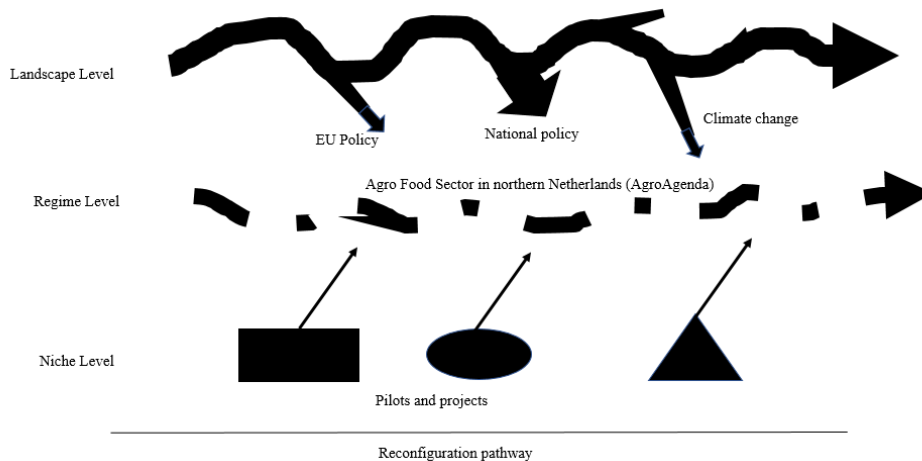 Landscape Level
EU Policy
National policy
Climate change
Agro Food Sector in northern Netherlands (AgroAgenda)
Regime Level
Niche Level
Pilots and projects
Reconfiguration pathway